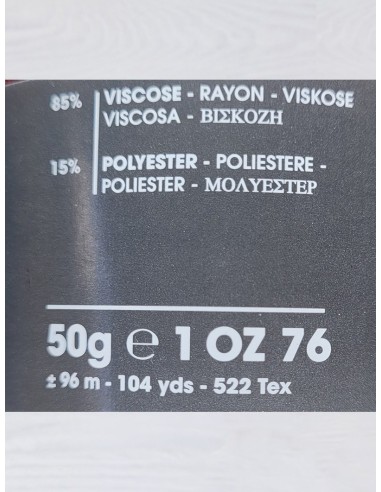 85% VISCOSE - RAYON - VISKOSE
VISCOSA - ΒΙΣΚΟΖΗ
15% POLYESTER - POLIESTERE -
POLIESTER - ΜΟΛΥΕΣΤΕΡ
50g e 1 OZ 76
± 96 m - 104 yds - 522 Tex